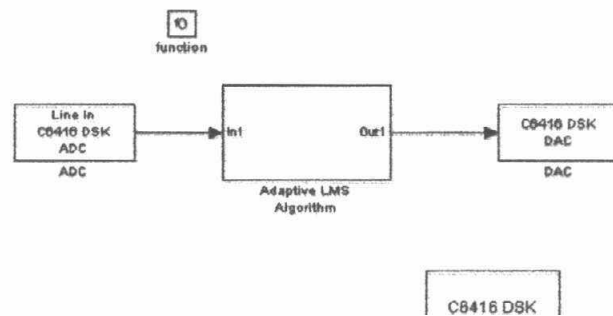 f()
function
Line In
C6416 DSK
ADC
ADC
In1
Out1
Adaptive LMS
Algorithm
C6416 DSK
DAC
DAC
C6416 DSK